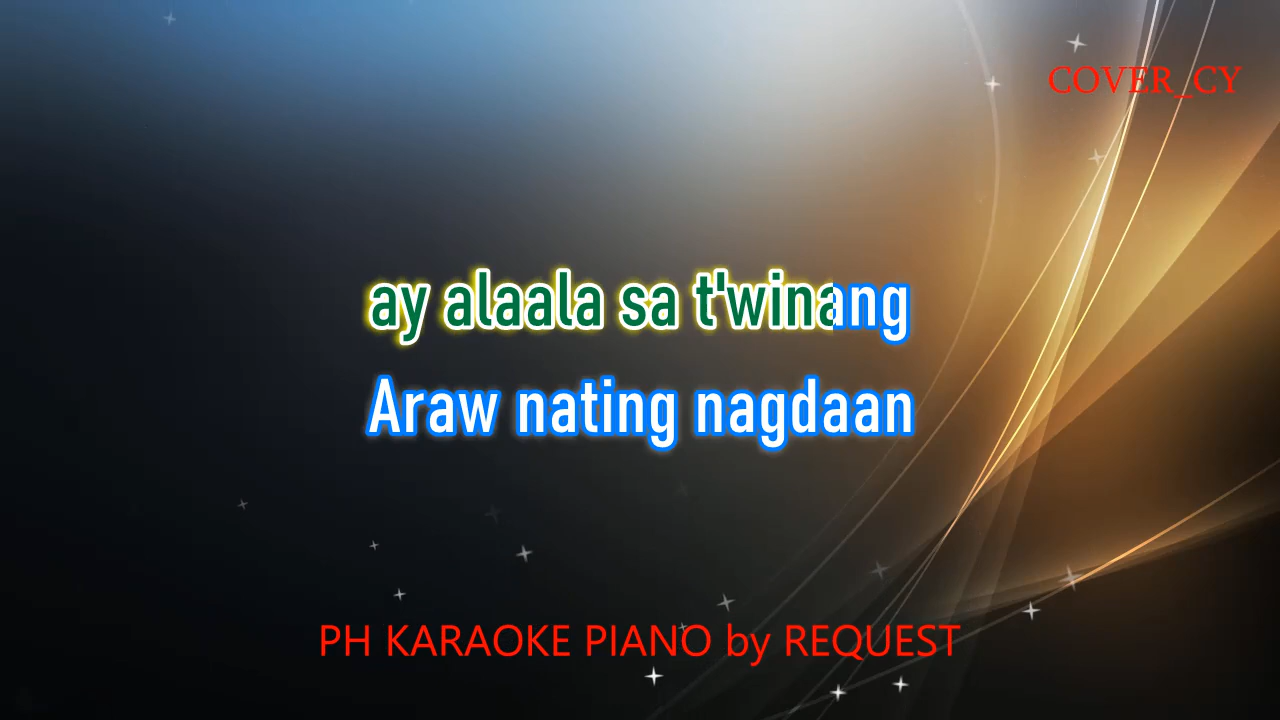 COVER_CY
ay alaala sa t'winang
Araw nating nagdaan
PH KARAOKE PIANO by REQUEST